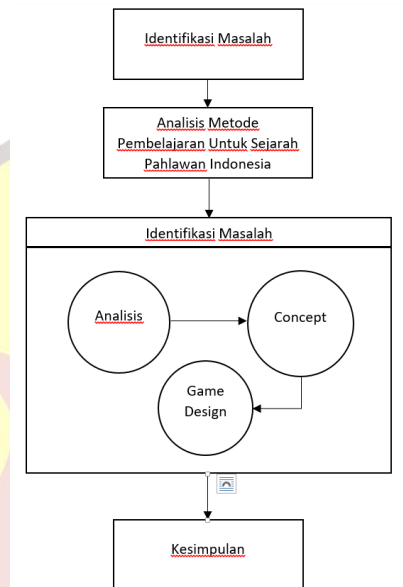 Identifikasi Masalah
Analisis Metode
Pembelajaran Untuk Sejarah
Pahlawan Indonesia
Identifikasi Masalah
Analisis
Concept
Game
Design
Kesimpulan